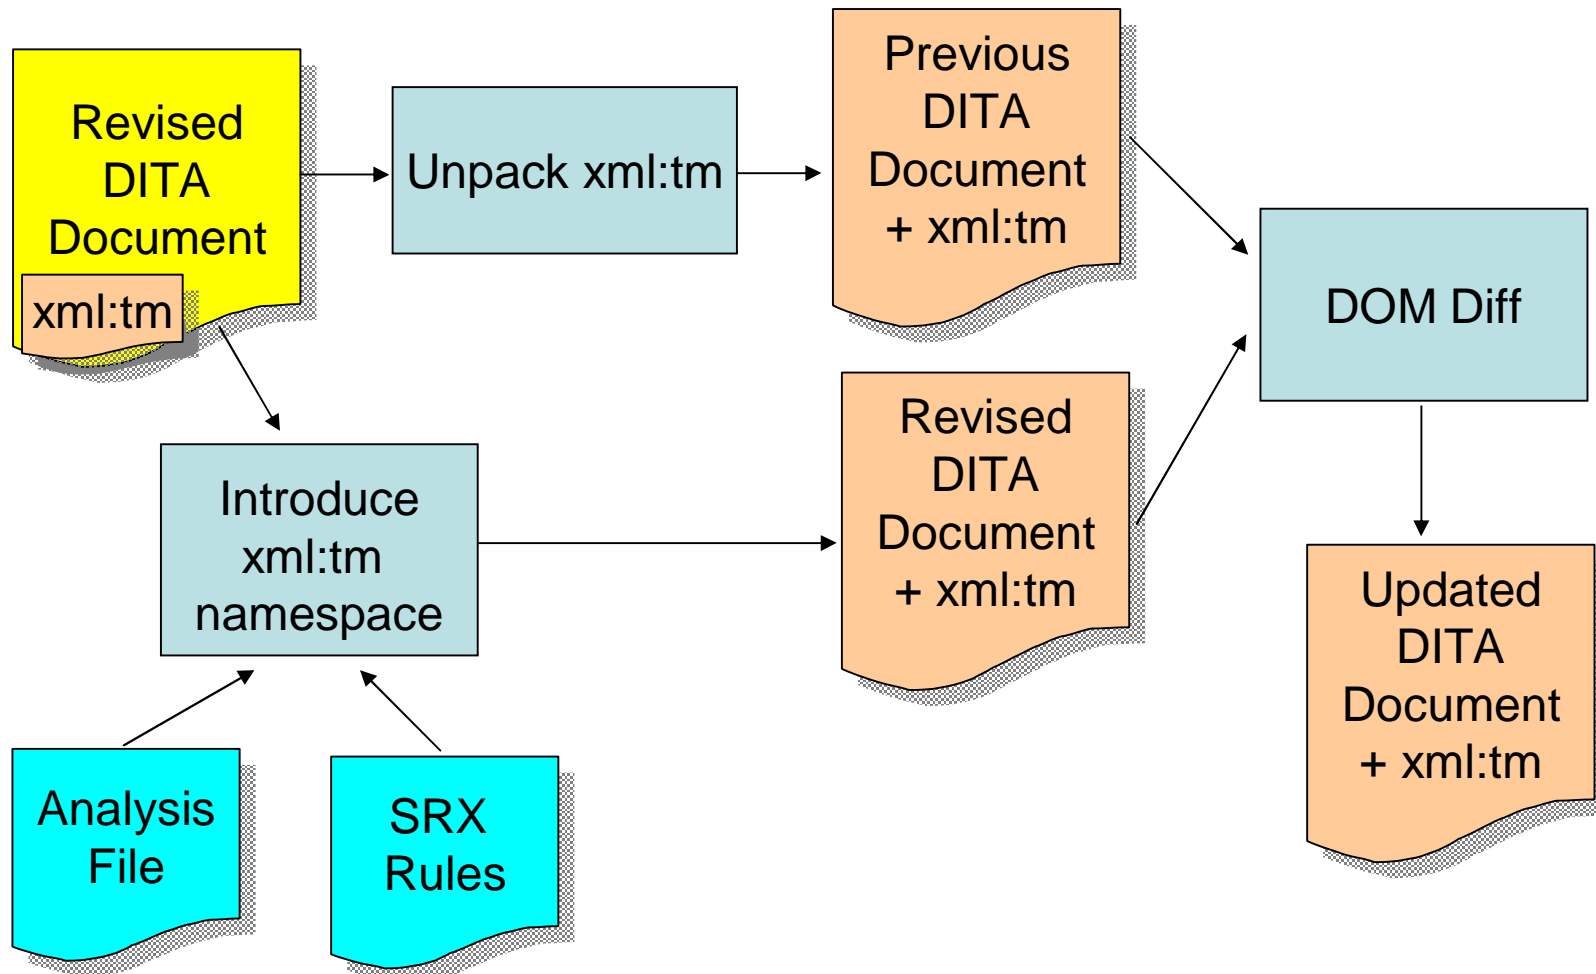 Revised
DITA
Document
xml:tm
Unpack xml:tm
Previous
DITA
Document
+ xml:tm
DOM Diff
Introduce
xml:tm
namespace
Revised
DITA
Document
+ xml:tm
Updated
DITA
Document
+ xml:tm
Analysis
File
SRX
Rules